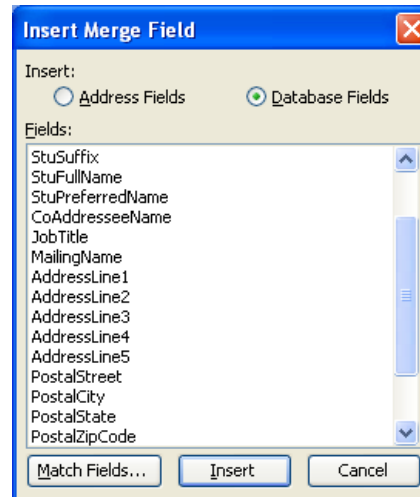 Insert Merge Field
Insert:
Address Fields Database Fields
Fields:
StuSuffix
StuFullName
StuPreferredName
CoAddresseeName
JobTitle
MailingName
AddressLine1
AddressLine2
AddressLine3
AddressLine4
AddressLine5
PostalStreet
PostalCity
PostalState
PostalZipCode
Match Fields... Insert Cancel